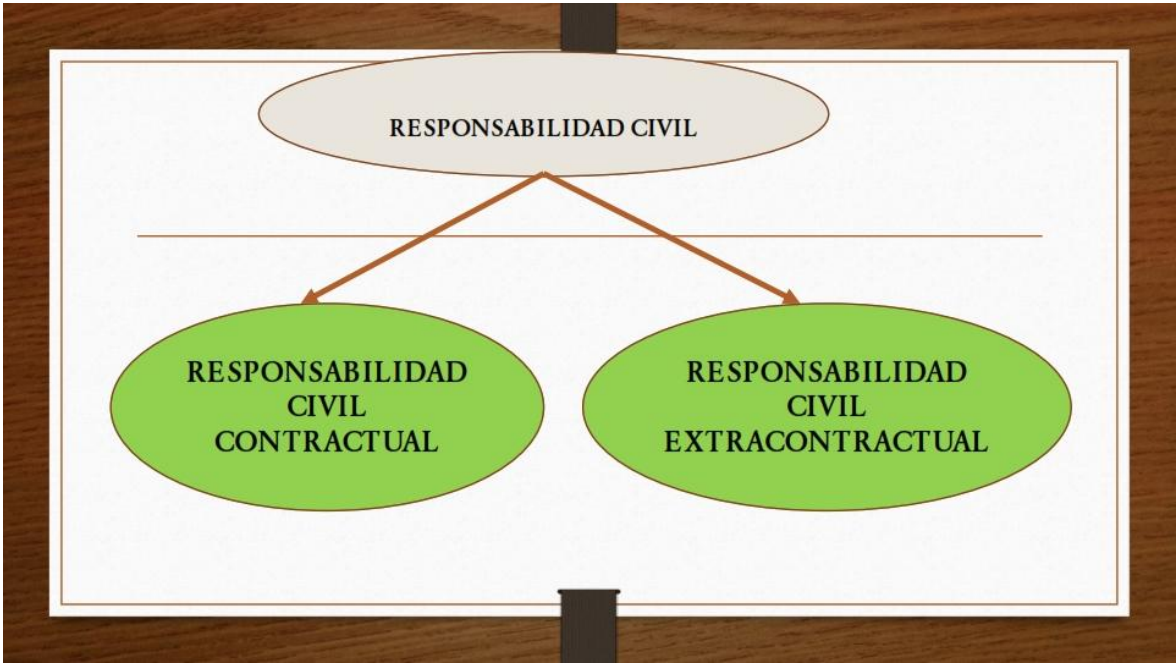 RESPONSABILIDAD CIVIL
RESPONSABILIDAD
CIVIL
CONTRACTUAL
RESPONSABILIDAD
CIVIL
EXTRACONTRACTUAL